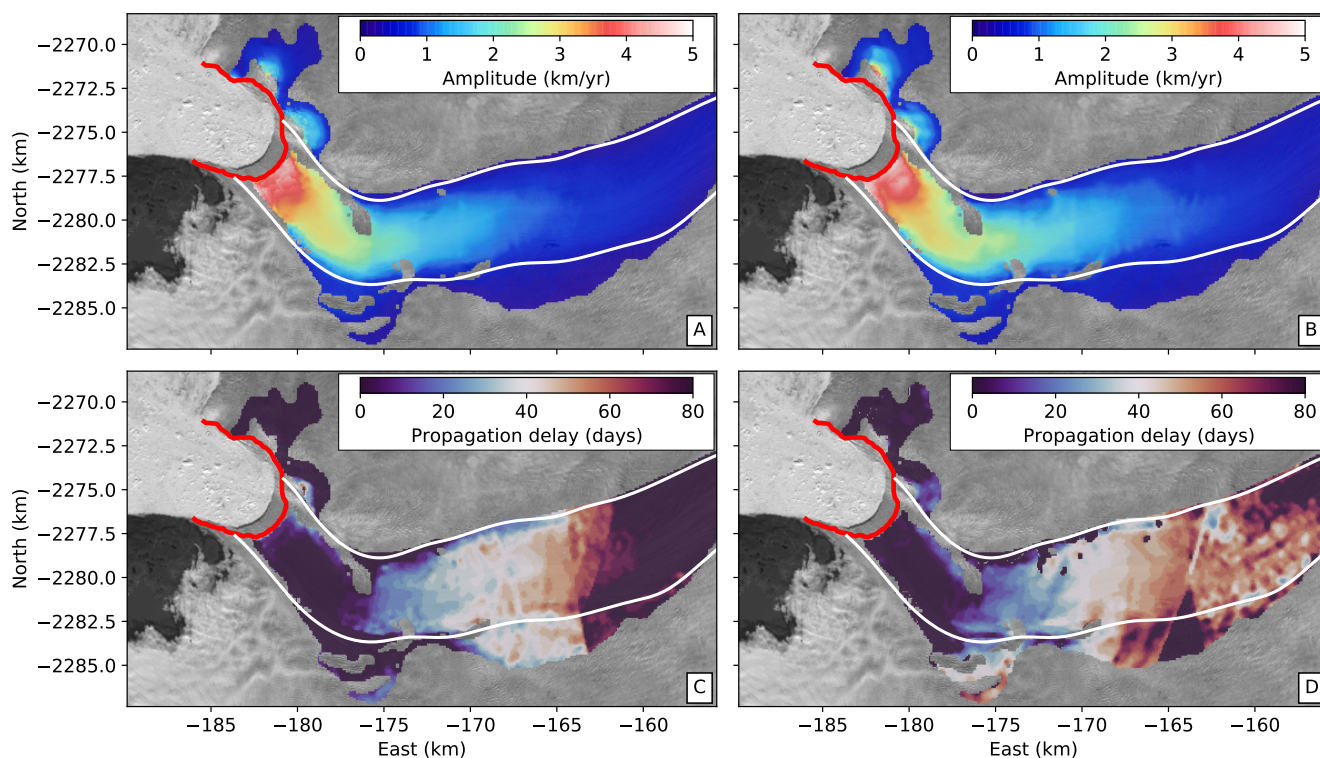 0 1 2 3 4 5
Amplitude (km/yr)
0 1 2 3 4 5
Amplitude (km/yr)
North (km)
−2270.0
−2272.5
−2275.0
−2277.5
−2280.0
−2282.5
−2285.0
A
B
0 20 40 60 80
Propagation delay (days)
0 20 40 60 80
Propagation delay (days)
North (km)
−2270.0
−2272.5
−2275.0
−2277.5
−2280.0
−2282.5
−2285.0
C
D
−185 −180 −175 −170 −165 −160
East (km)
−185 −180 −175 −170 −165 −160
East (km)